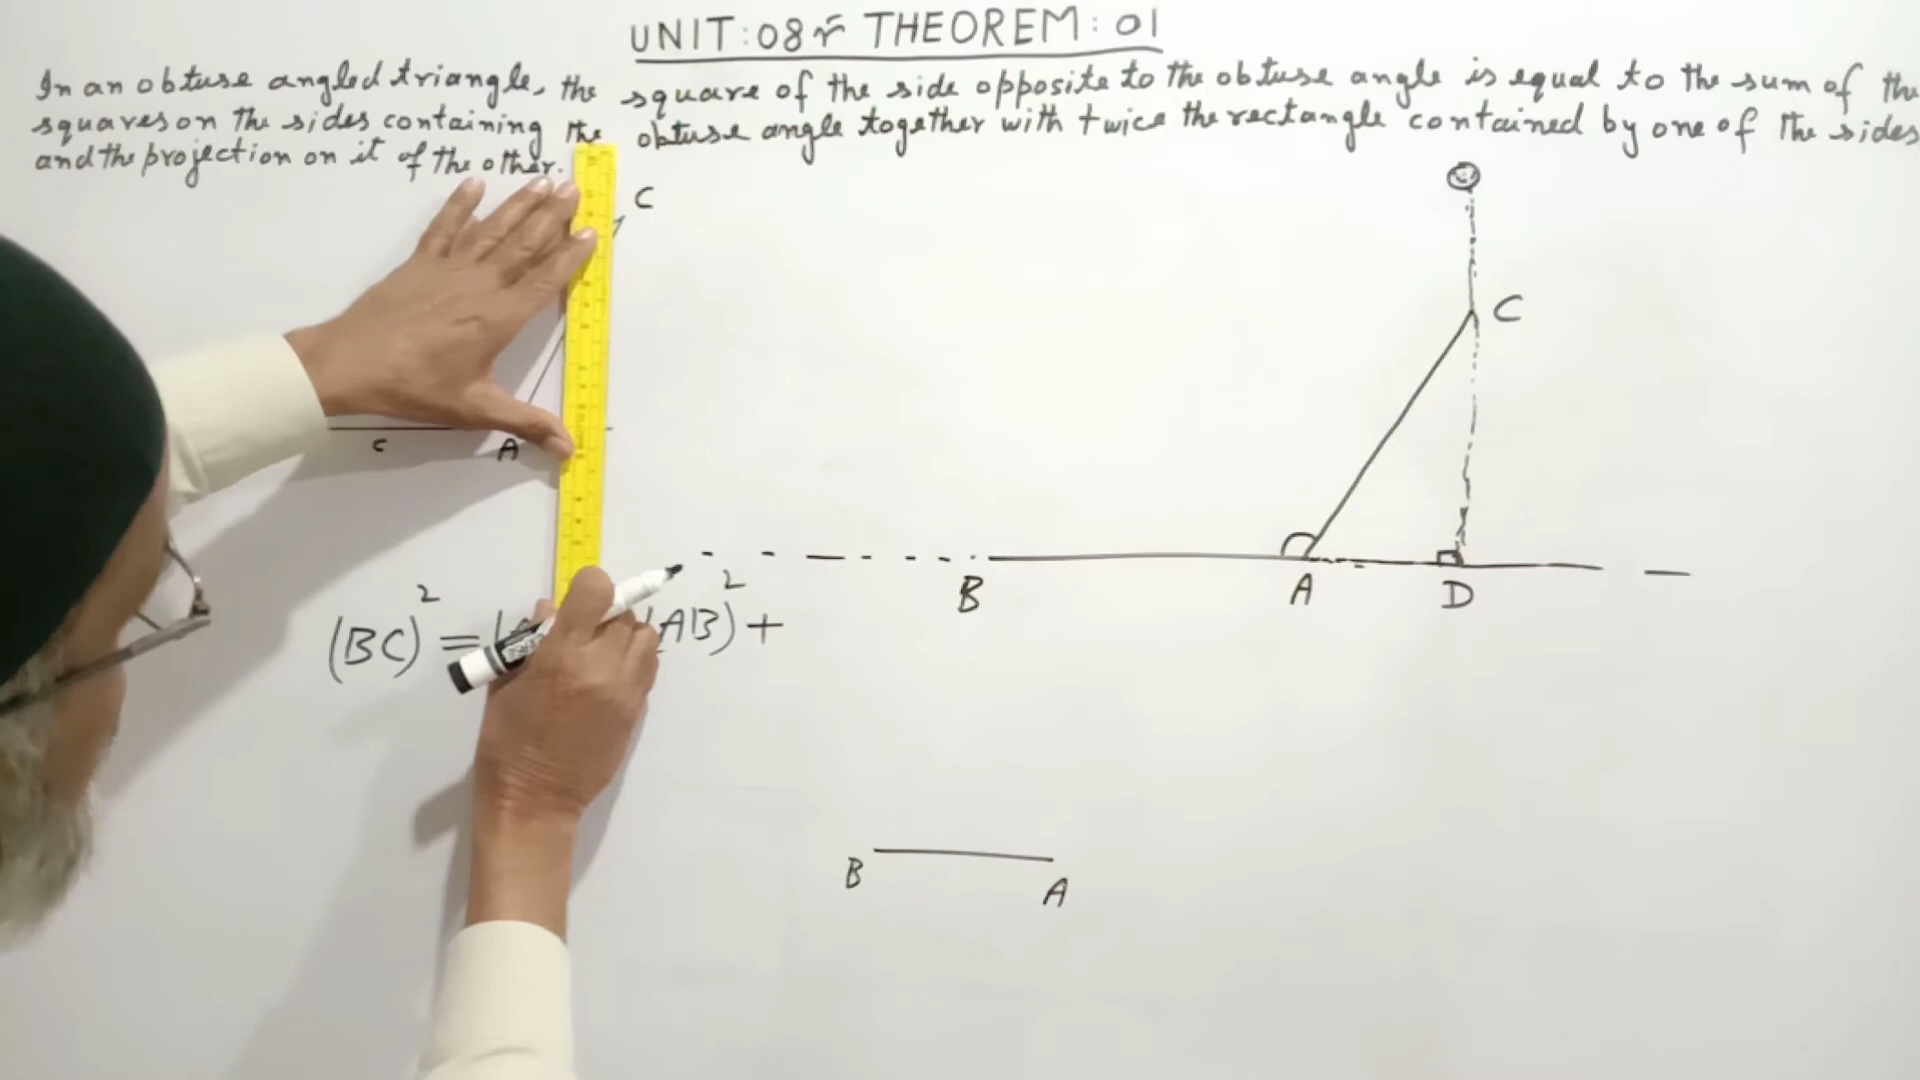 UNIT:08 THEOREM:01
In an obtuse angled triangle, the square of the side opposite to the obtuse angle is equal to the sum of the
squares on the sides containing the obtuse angle together with twice the rectangle contained by one of the sides
and the projection on it of the other.
C
C
c
A
B
A
D
(BC)² = (AB)² +
B
A